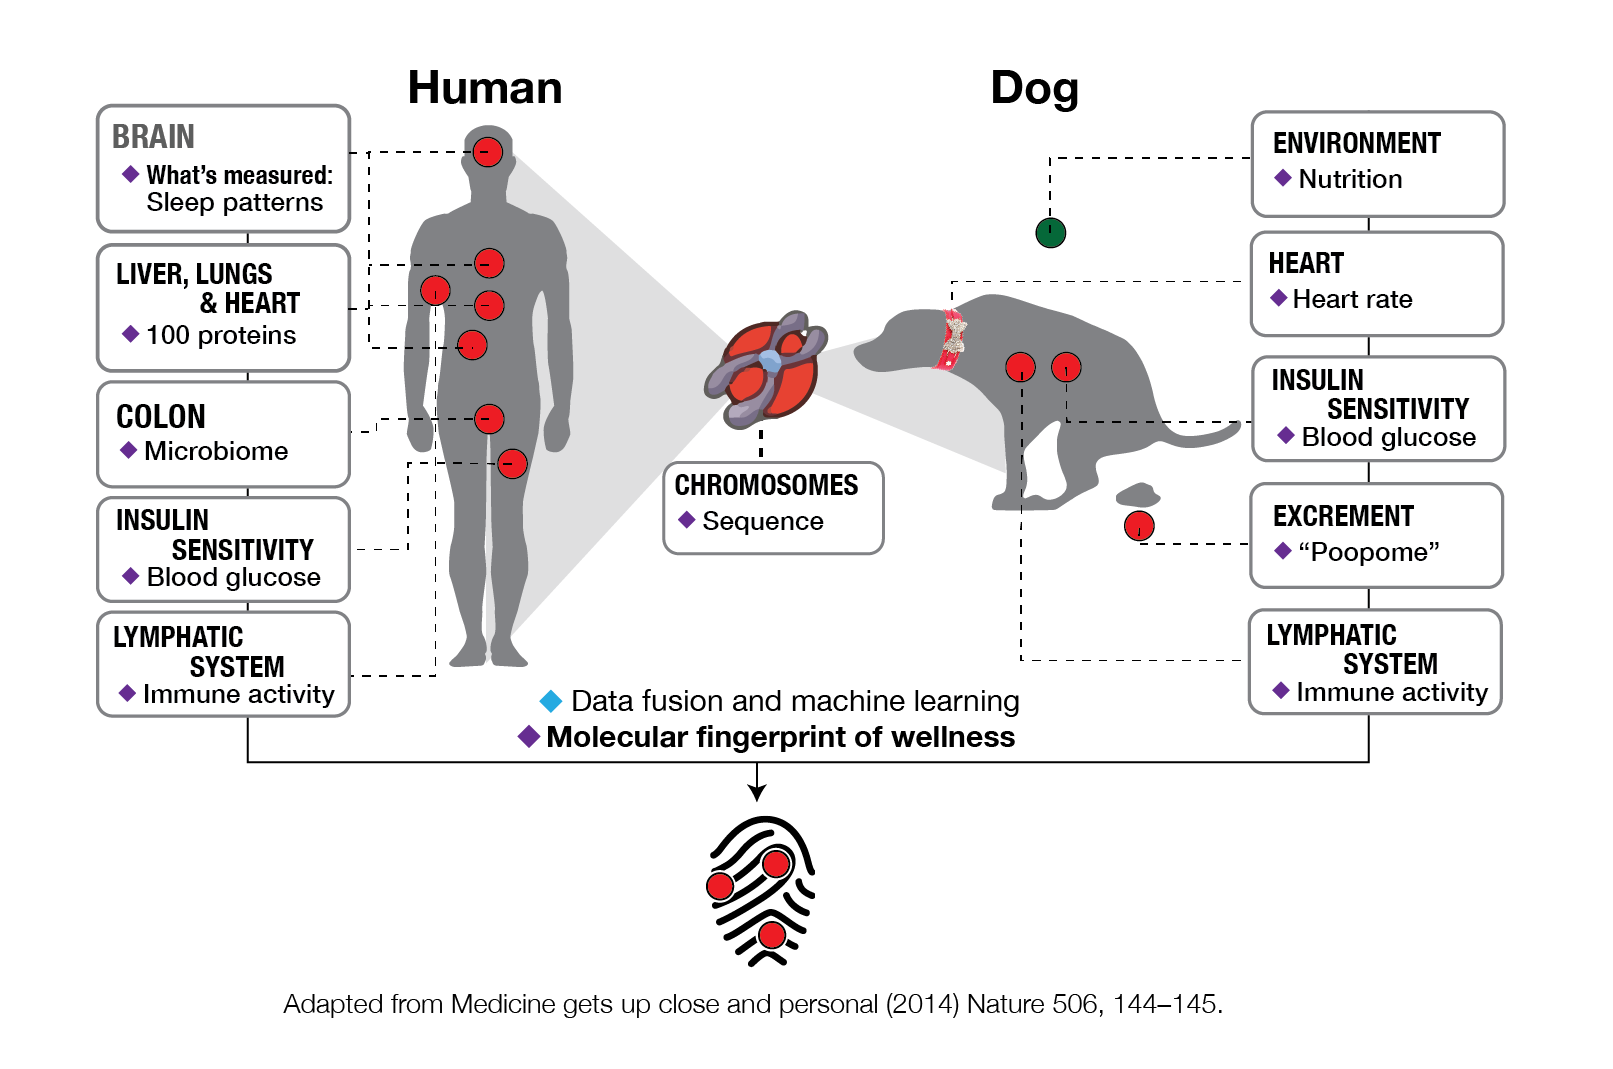 Human
Dog
BRAIN
What’s measured:
Sleep patterns
LIVER, LUNGS
& HEART
100 proteins
COLON
Microbiome
INSULIN
SENSITIVITY
Blood glucose
LYMPHATIC
SYSTEM
Immune activity
CHROMOSOMES
Sequence
ENVIRONMENT
Nutrition
HEART
Heart rate
INSULIN
SENSITIVITY
Blood glucose
EXCREMENT
“Poopome”
LYMPHATIC
SYSTEM
Immune activity
Data fusion and machine learning
Molecular fingerprint of wellness
Adapted from Medicine gets up close and personal (2014) Nature 506, 144–145.